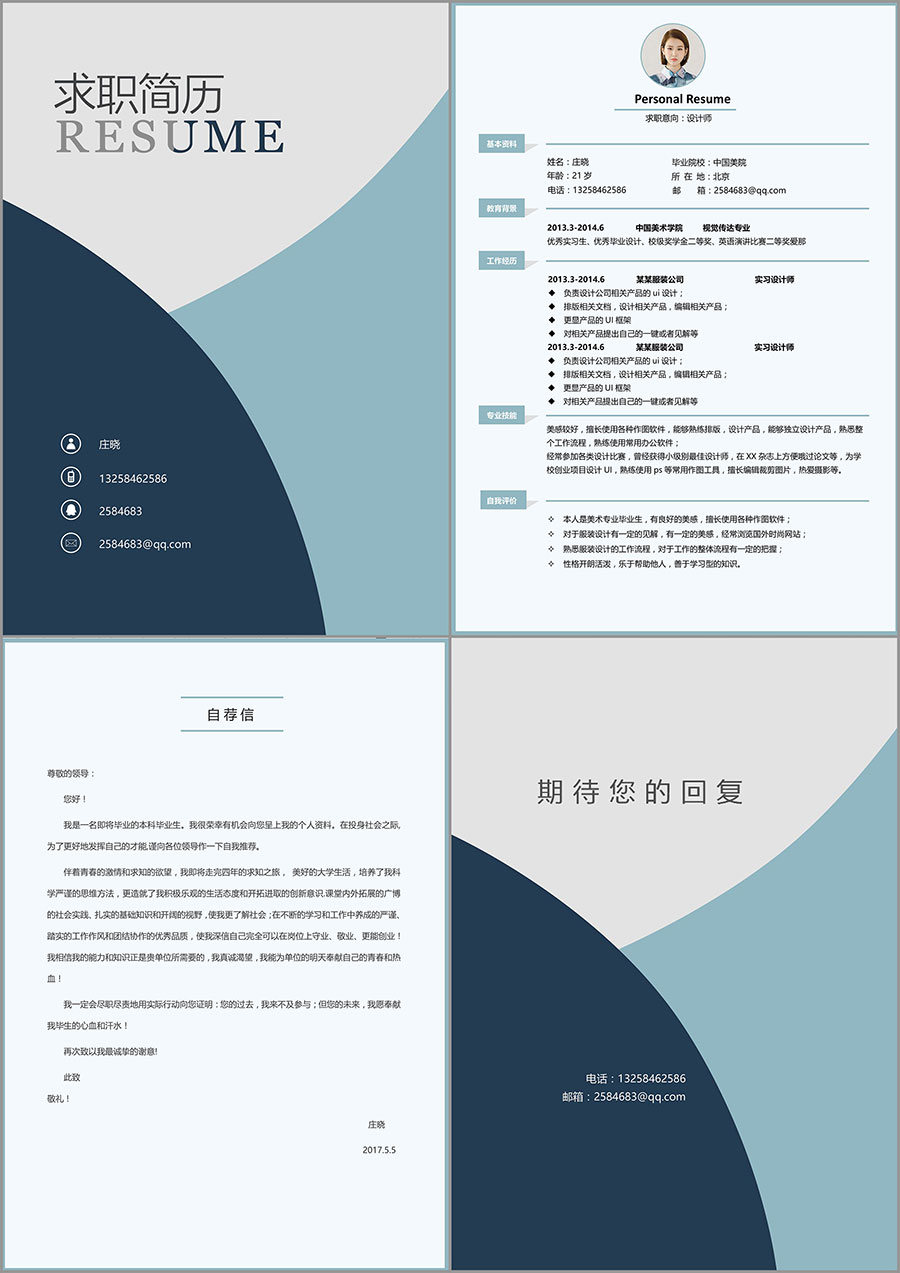 求职简历
RESUME
庄晓
13258462586
2584683
2584683@qq.com
Personal Resume
求职意向：设计师
基本资料
姓名：庄晓 毕业院校：中国美院
年龄：21 岁 所 在 地：北京
电话：13258462586 邮 箱：2584683@qq.com
教育背景
2013.3-2014.6 中国美术学院 视觉传达专业
优秀实习生、优秀毕业设计、校级奖学金二等奖、英语演讲比赛二等奖爱那
工作经历
2013.3-2014.6 某某服装公司 实习设计师
◆ 负责设计公司相关产品的 ui 设计；
◆ 排版相关文档，设计相关产品，编辑相关产品；
◆ 更显产品的 UI 框架
◆ 对相关产品提出自己的一键或者见解等
2013.3-2014.6 某某服装公司 实习设计师
◆ 负责设计公司相关产品的 ui 设计；
◆ 排版相关文档，设计相关产品，编辑相关产品；
◆ 更显产品的 UI 框架
◆ 对相关产品提出自己的一键或者见解等
专业技能
美感较好，擅长使用各种作图软件，能够熟练排版，设计产品，能够独立设计产品，熟悉整
个工作流程，熟练使用常用办公软件；
经常参加各类设计比赛，曾经获得小级别最佳设计师，在 XX 杂志上方便哦过论文等，为学
校创业项目设计 UI，熟练使用 ps 等常用作图工具，擅长编辑裁剪图片，热爱摄影等。
自我评价
✧ 本人是美术专业毕业生，有良好的美感，擅长使用各种作图软件；
✧ 对于服装设计有一定的见解，有一定的美感，经常浏览国外时尚网站；
✧ 熟悉服装设计的工作流程，对于工作的整体流程有一定的把握；
✧ 性格开朗活泼，乐于帮助他人，善于学习型的知识。
自荐信
尊敬的领导：
您好！
我是一名即将毕业的本科毕业生。我很荣幸有机会向您呈上我的个人资料。在投身社会之际,
为了更好地发挥自己的才能,谨向各位领导作一下自我推荐。
伴着青春的激情和求知的欲望，我即将走完四年的求知之旅， 美好的大学生活，培养了我科
学严谨的思维方法，更造就了我积极乐观的生活态度和开拓进取的创新意识.课堂内外拓展的广博
的社会实践、扎实的基础知识和开阔的视野，使我更了解社会；在不断的学习和工作中养成的严谨、
踏实的工作作风和团结协作的优秀品质，使我深信自己完全可以在岗位上守业、敬业、更能创业！
我相信我的能力和知识正是贵单位所需要的，我真诚渴望，我能为单位的明天奉献自己的青春和热
血！
我一定会尽职尽责地用实际行动向您证明：您的过去，我来不及参与；但您的未来，我愿奉献
我毕生的心血和汗水！
再次致以我最诚挚的谢意!
此致
敬礼！
庄晓
2017.5.5
期待您的回复
电话：13258462586
邮箱：2584683@qq.com